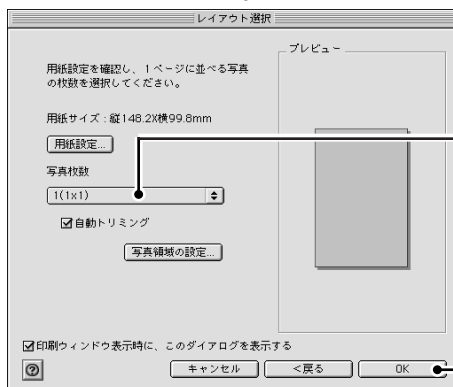 レイアウト選択
用紙設定を確認し、1ページに並べる写真
の枚数を選択してください。
用紙サイズ:縦148.2X横99.8mm
用紙設定...
写真枚数
1(1x1)
自動トリミング
写真領域の設定...
プレビュー
印刷ウィンドウ表示時に、このダイアログを表示する
?
キャンセル
<戻る
OK